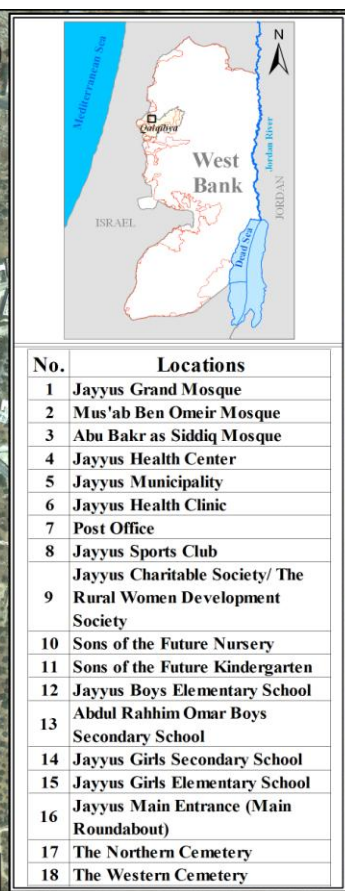 N
Mediterranean Sea
Qalqiliya
West
Bank
Jordan River
JORDAN
ISRAEL
Dead Sea
No. Locations
1 Jayyus Grand Mosque
2 Mus'ab Ben Omeir Mosque
3 Abu Bakr as Siddiq Mosque
4 Jayyus Health Center
5 Jayyus Municipality
6 Jayyus Health Clinic
7 Post Office
8 Jayyus Sports Club
9 Jayyus Charitable Society/ The
Rural Women Development
Society
10 Sons of the Future Nursery
11 Sons of the Future Kindergarten
12 Jayyus Boys Elementary School
13 Abdul Rahhim Omar Boys
Secondary School
14 Jayyus Girls Secondary School
15 Jayyus Girls Elementary School
16 Jayyus Main Entrance (Main
Roundabout)
17 The Northern Cemetery
18 The Western Cemetery